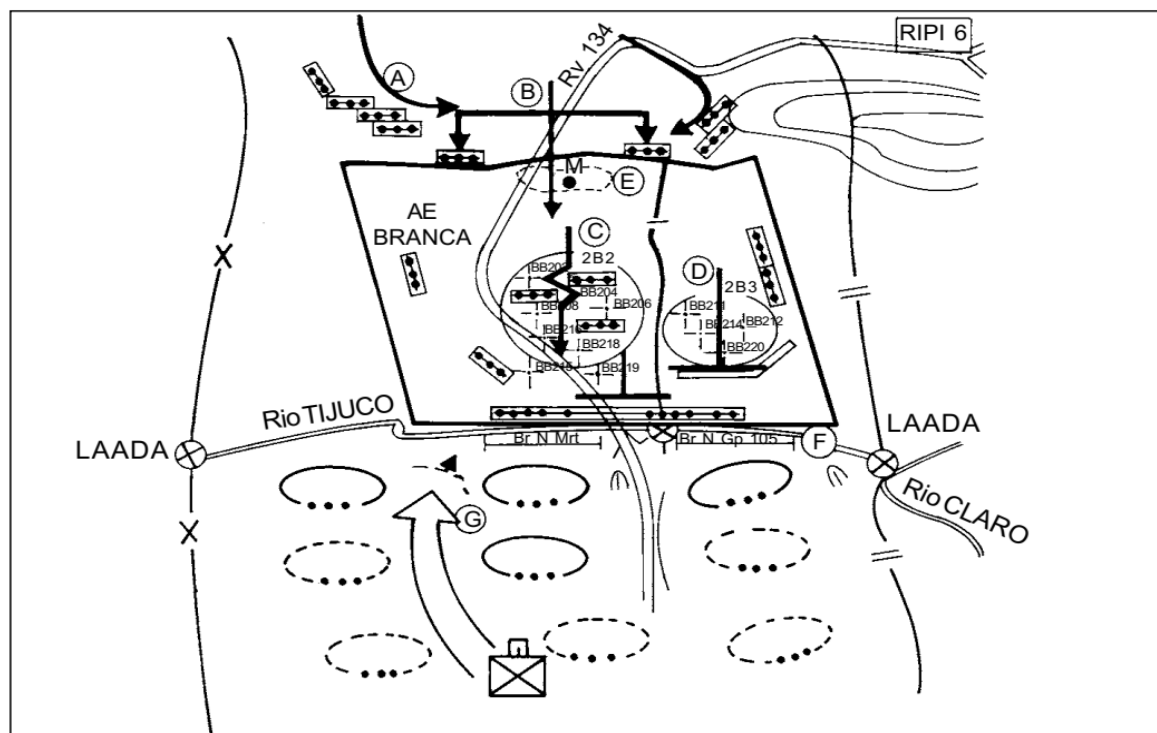 RIPI 6
Rv 134
A
B
M
E
AE
BRANCA
C
2B2
D
2B3
BB204
BB206
BB211
BB212
BB214
BB218
BB220
BB219
Rio TIJUCO
LAADA
Br N Mrt
Br N Gp 105
F
LAADA
Rio CLARO
G